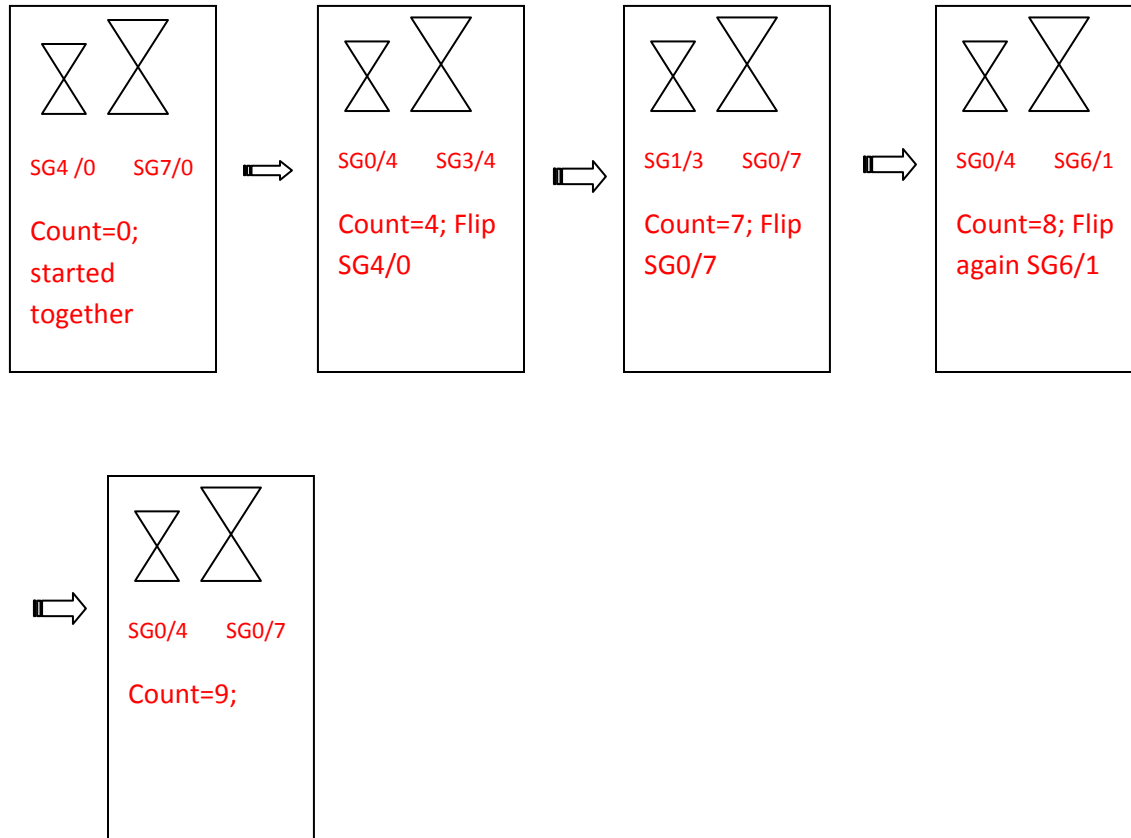 SG4 /0 SG7/0
Count=0;
started
together
SG0/4 SG3/4
Count=4; Flip
SG4/0
SG1/3 SG0/7
Count=7; Flip
SG0/7
SG0/4 SG6/1
Count=8; Flip
again SG6/1
SG0/4 SG0/7
Count=9;